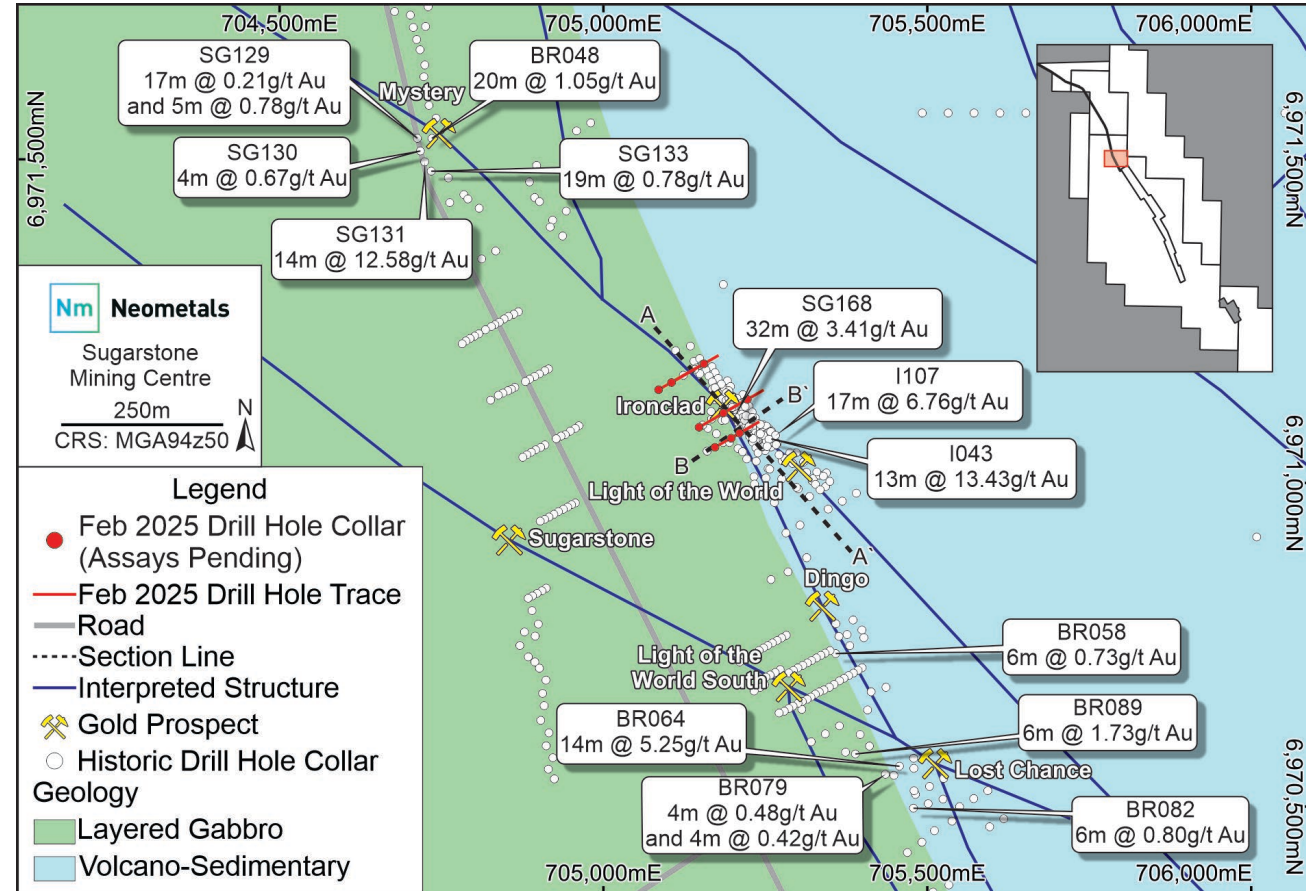 704,500mE
705,000mE
705,500mE
706,000mE
6,971,500mN
6,971,500mN
SG129
17m @ 0.21g/t Au
and 5m @ 0.78g/t Au
BR048
20m @ 1.05g/t Au
Mystery
SG130
4m @ 0.67g/t Au
SG133
19m @ 0.78g/t Au
SG131
14m @ 12.58g/t Au
Nm Neometals
Sugarstone
Mining Centre
250m
N
CRS: MGA94z50
A
SG168
32m @ 3.41g/t Au
I107
17m @ 6.76g/t Au
Ironclad
B`
B
I043
13m @ 13.43g/t Au
Light of the World
6,971,000mN
Sugarstone
A`
Dingo
Legend
Feb 2025 Drill Hole Collar
(Assays Pending)
Feb 2025 Drill Hole Trace
Road
Section Line
Interpreted Structure
Gold Prospect
Historic Drill Hole Collar
Geology
Layered Gabbro
Volcano-Sedimentary
BR058
6m @ 0.73g/t Au
Light of the
World South
BR064
14m @ 5.25g/t Au
BR089
6m @ 1.73g/t Au
Lost Chance
BR079
4m @ 0.48g/t Au
and 4m @ 0.42g/t Au
BR082
6m @ 0.80g/t Au
6,970,500mN
705,000mE
705,500mE
706,000mE